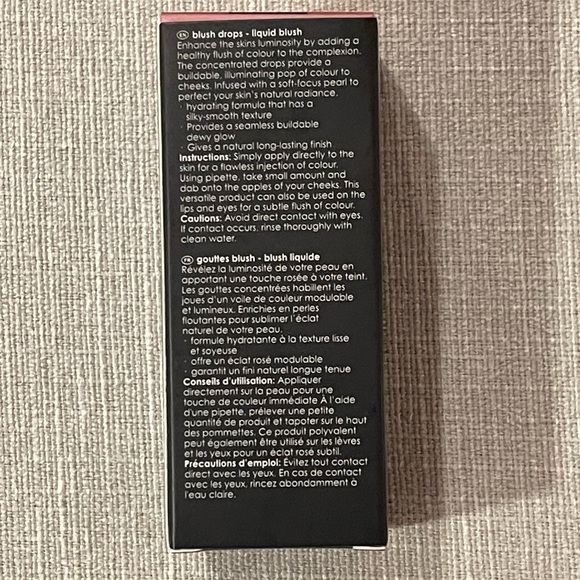 EN blush drops - liquid blush
Enhance the skins luminosity by adding a
healthy flush of colour to the complexion.
The concentrated drops provide a
buildable, illuminating pop of colour to
cheeks. Infused with a soft-focus pearl to
perfect your skin's natural radiance.
· hydrating formula that has a
silky-smooth texture
· Provides a seamless buildable
dewy glow
· Gives a natural long-lasting finish
Instructions: Simply apply directly to the
skin for a flawless injection of colour.
Using pipette, take small amount and
dab onto the apples of your cheeks. This
versatile product can also be used on the
lips and eyes for a subtle flush of colour.
Cautions: Avoid direct contact with eyes.
If contact occurs, rinse thoroughly with
clean water.
FR gouttes blush - blush liquide
Révélez la luminosité de votre peau en
apportant une touche rosée à votre teint.
Les gouttes concentrées habillent les
joues d'un voile de couleur modulable
et lumineux. Enrichies en perles
floutantes pour sublimer l'éclat
naturel de votre peau.
· formule hydratante à la texture lisse
et soyeuse
· offre un éclat rosé modulable
· garantit un fini naturel longue tenue
Conseils d'utilisation: Appliquer
directement sur la peau pour une
touche de couleur immédiate À l'aide
d'une pipette, prélever une petite
quantité de produit et tapoter sur le haut
des pommettes. Ce produit polyvalent
peut également être utilisé sur les lèvres
et les yeux pour un éclat rosé subtil.
Précautions d'emploi: Évitez tout contact
direct avec les yeux. En cas de contact
avec les yeux, rincez abondamment à
l'eau claire.